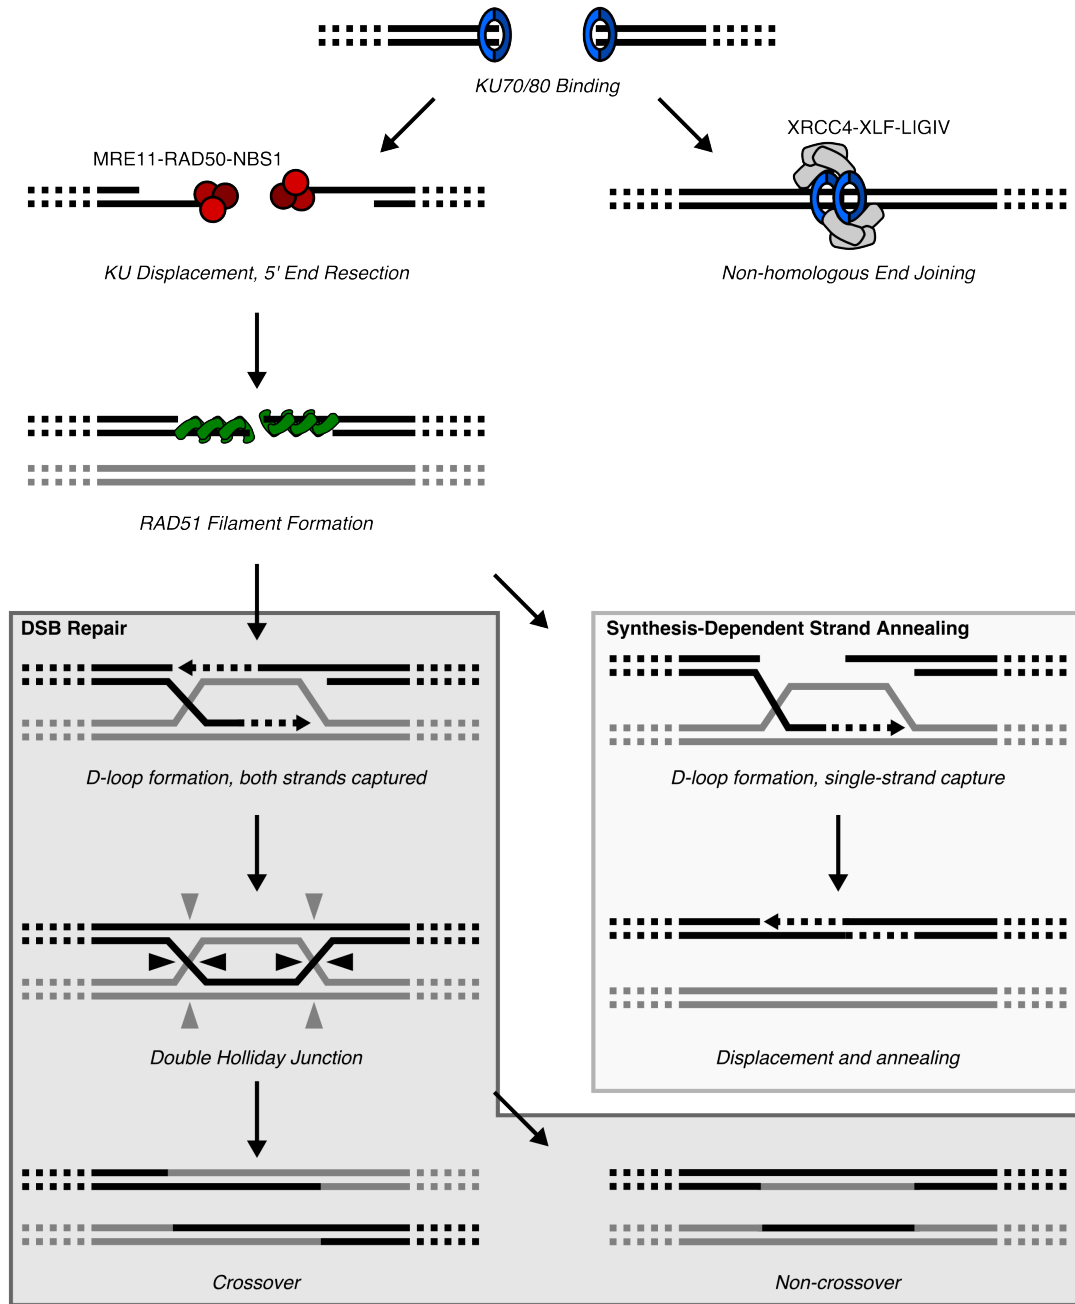 KU70/80 Binding
XRCC4-XLF-LIGIV
MRE11-RAD50-NBS1
KU Displacement, 5' End Resection
Non-homologous End Joining
RAD51 Filament Formation
DSB Repair
Synthesis-Dependent Strand Annealing
D-loop formation, both strands captured
D-loop formation, single-strand capture
Double Holliday Junction
Displacement and annealing
Crossover
Non-crossover